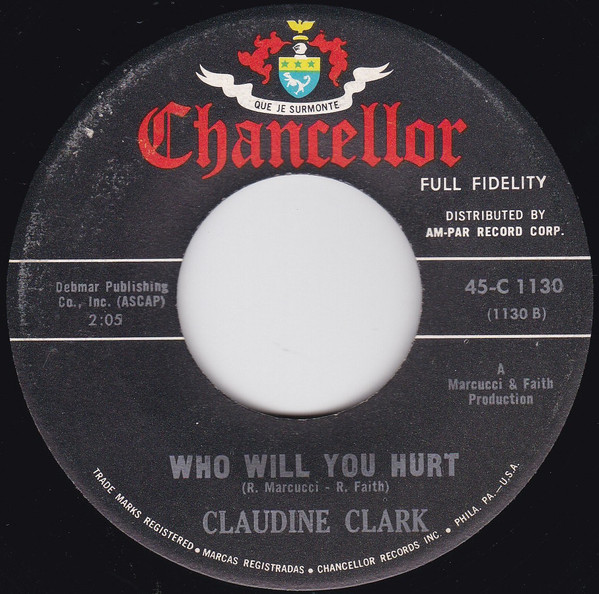 QUE JE SURMONTE
Chancellor
FULL FIDELITY
DISTRIBUTED BY
AM-PAR RECORD CORP.
Debmar Publishing
Co., Inc. (ASCAP)
2:05
45-C 1130
(1130 B)
A
Marcucci & Faith
Production
WHO WILL YOU HURT
(R. Marcucci - R. Faith)
CLAUDINE CLARK
TRADE MARKS REGISTERED • MARCAS REGISTRADAS • CHANCELLOR RECORDS INC. • PHILA. PA.—U.S.A.